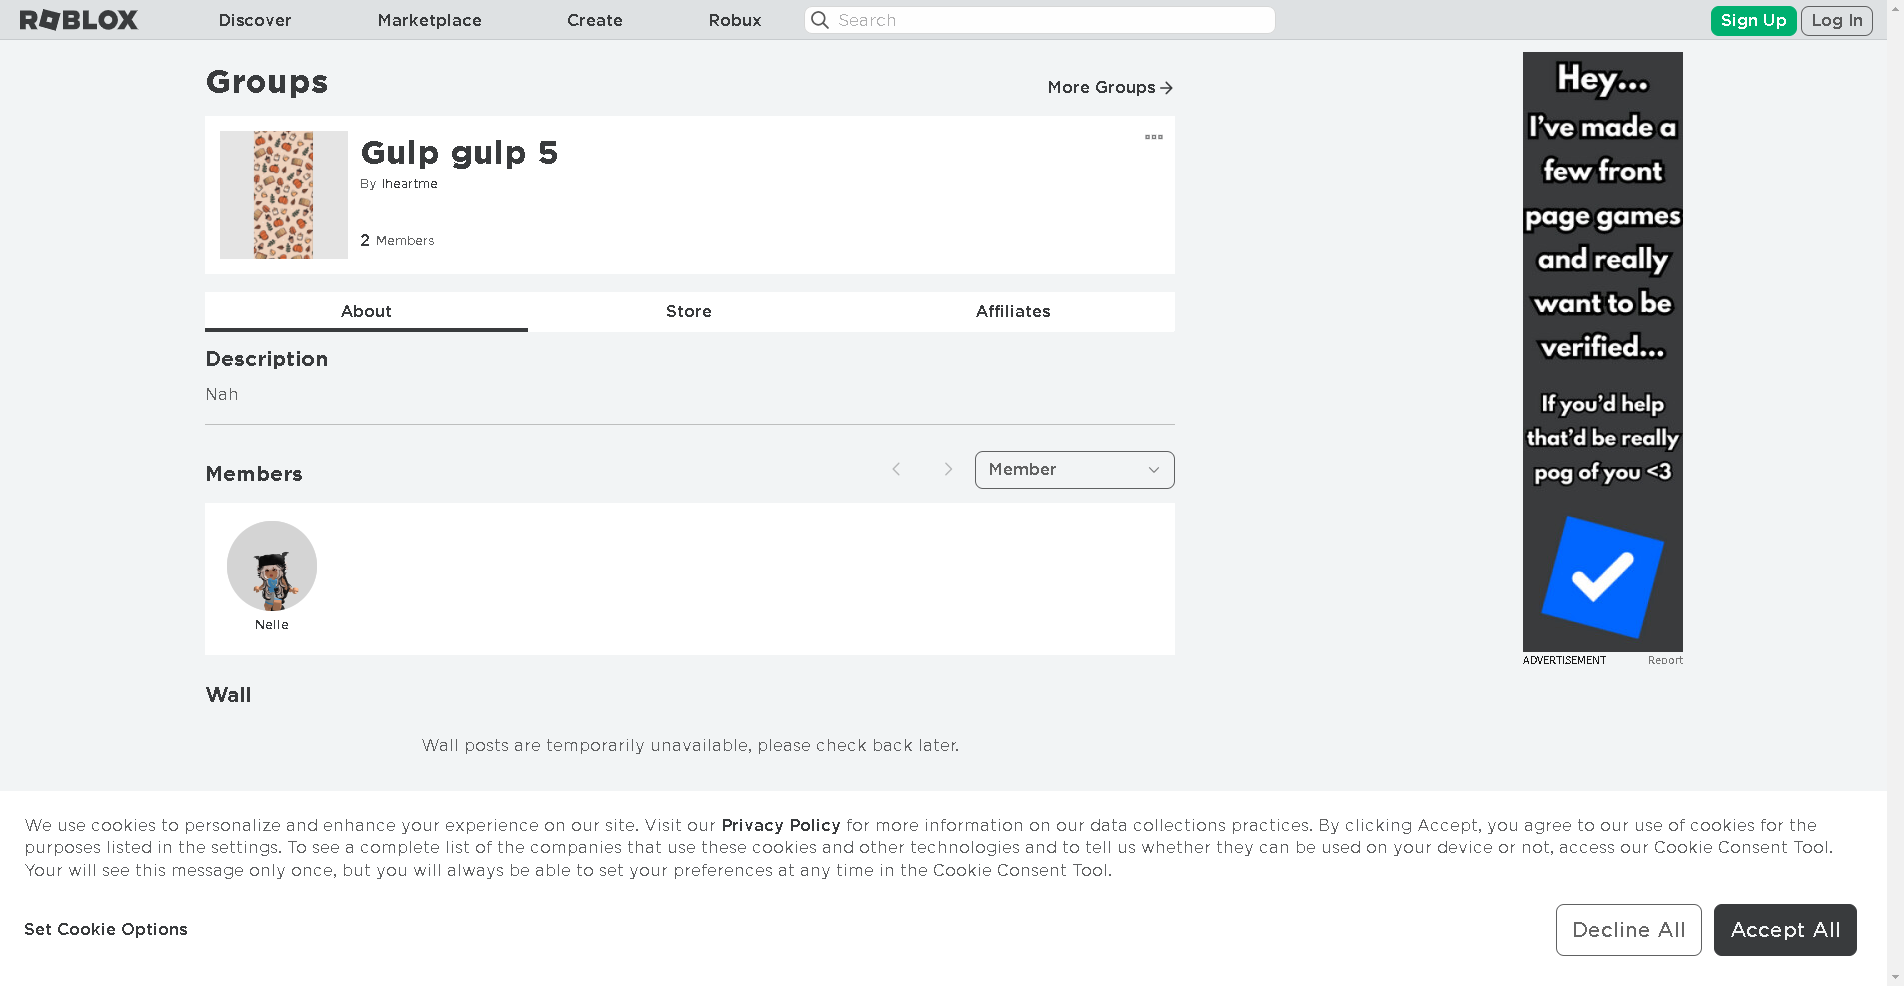 ROBLOX
Discover
Marketplace
Create
Robux
Search
Sign Up
Log In
Groups
More Groups
Gulp gulp 5
By Iheartme
2 Members
About
Store
Affiliates
Description
Nah
Members
Member
Nelle
Wall
Wall posts are temporarily unavailable, please check back later.
Hey...
I've made a
few front
page games
and really
want to be
verified...
If you'd help
that'd be really
pog of you <3
ADVERTISEMENT
Report
We use cookies to personalize and enhance your experience on our site. Visit our Privacy Policy for more information on our data collections practices. By clicking Accept, you agree to our use of cookies for the
purposes listed in the settings. To see a complete list of the companies that use these cookies and other technologies and to tell us whether they can be used on your device or not, access our Cookie Consent Tool.
Your will see this message only once, but you will always be able to set your preferences at any time in the Cookie Consent Tool.
Set Cookie Options
Decline All
Accept All